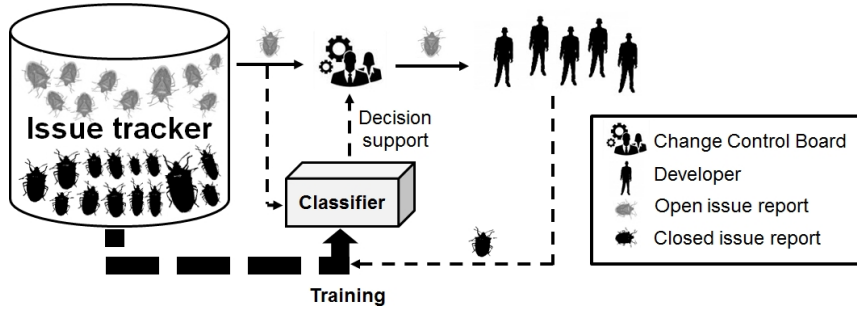 Issue tracker
Decision
support
Classifier
Training
Change Control Board
Developer
Open issue report
Closed issue report